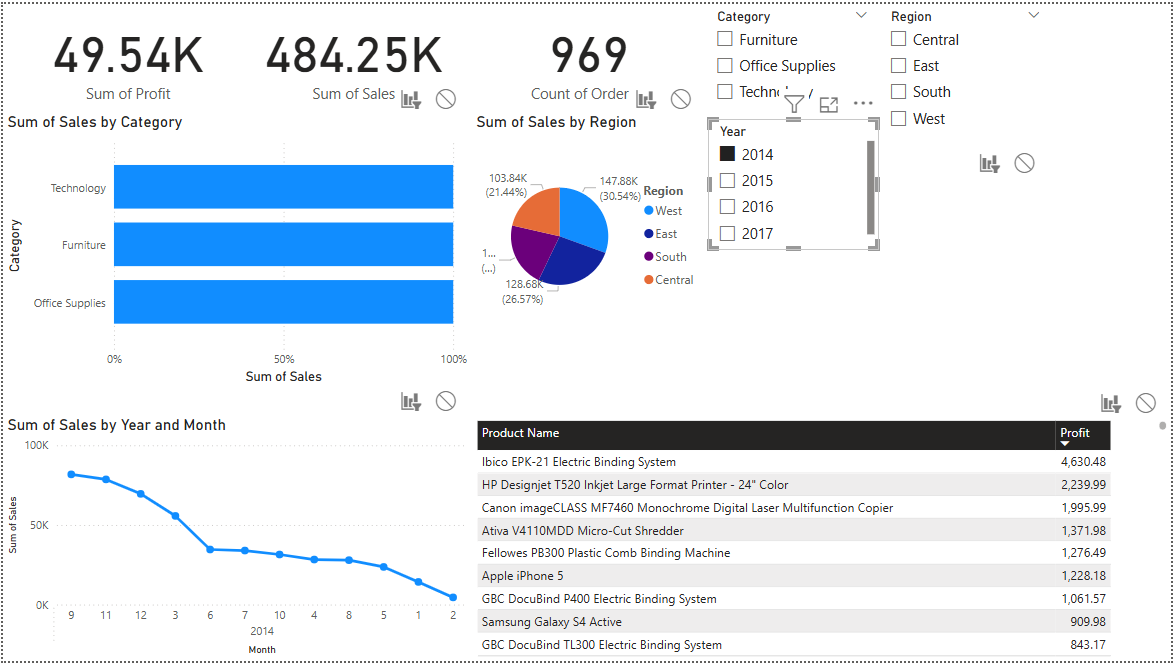 49.54K
Sum of Profit
484.25K
Sum of Sales
969
Count of Order
Category
Furniture
Office Supplies
Region
Central
East
South
West
Year
2014
2015
2016
2017
Sum of Sales by Category
Category
Technology
Furniture
Office Supplies
0% 50% 100%
Sum of Sales
Sum of Sales by Region
103.84K
(21.44%)
147.88K
(30.54%)
1...
(...)
128.68K
(26.57%)
Region
West
East
South
Central
Sum of Sales by Year and Month
Sum of Sales
100K
50K
0K
9 11 12 3 6 7 10 4 8 5 1 2
2014
Month
Product Name Profit
Ibico EPK-21 Electric Binding System 4,630.48
HP Designjet T520 Inkjet Large Format Printer - 24" Color 2,239.99
Canon imageCLASS MF7460 Monochrome Digital Laser Multifunction Copier 1,995.99
Ativa V4110MDD Micro-Cut Shredder 1,371.98
Fellowes PB300 Plastic Comb Binding Machine 1,276.49
Apple iPhone 5 1,228.18
GBC DocuBind P400 Electric Binding System 1,061.57
Samsung Galaxy S4 Active 909.98
GBC DocuBind TL300 Electric Binding System 843.17